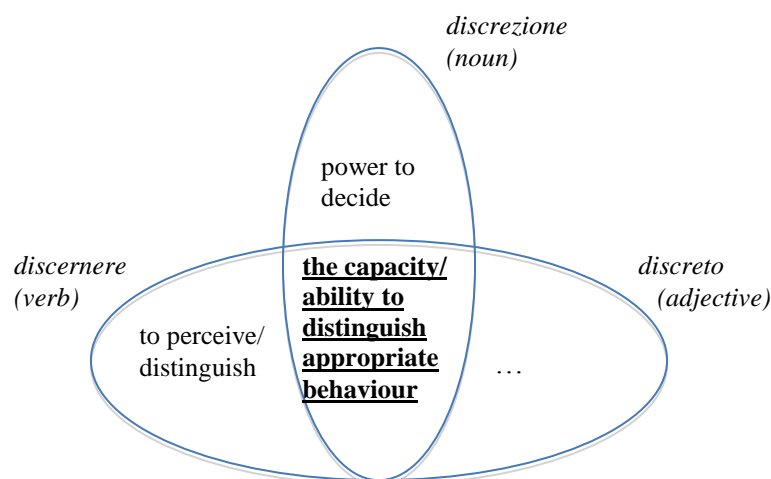 discrezione
(noun)
power to
decide
discernere
(verb)
the capacity/
ability to
distinguish
appropriate
behaviour
discreto
(adjective)
to perceive/
distinguish
…